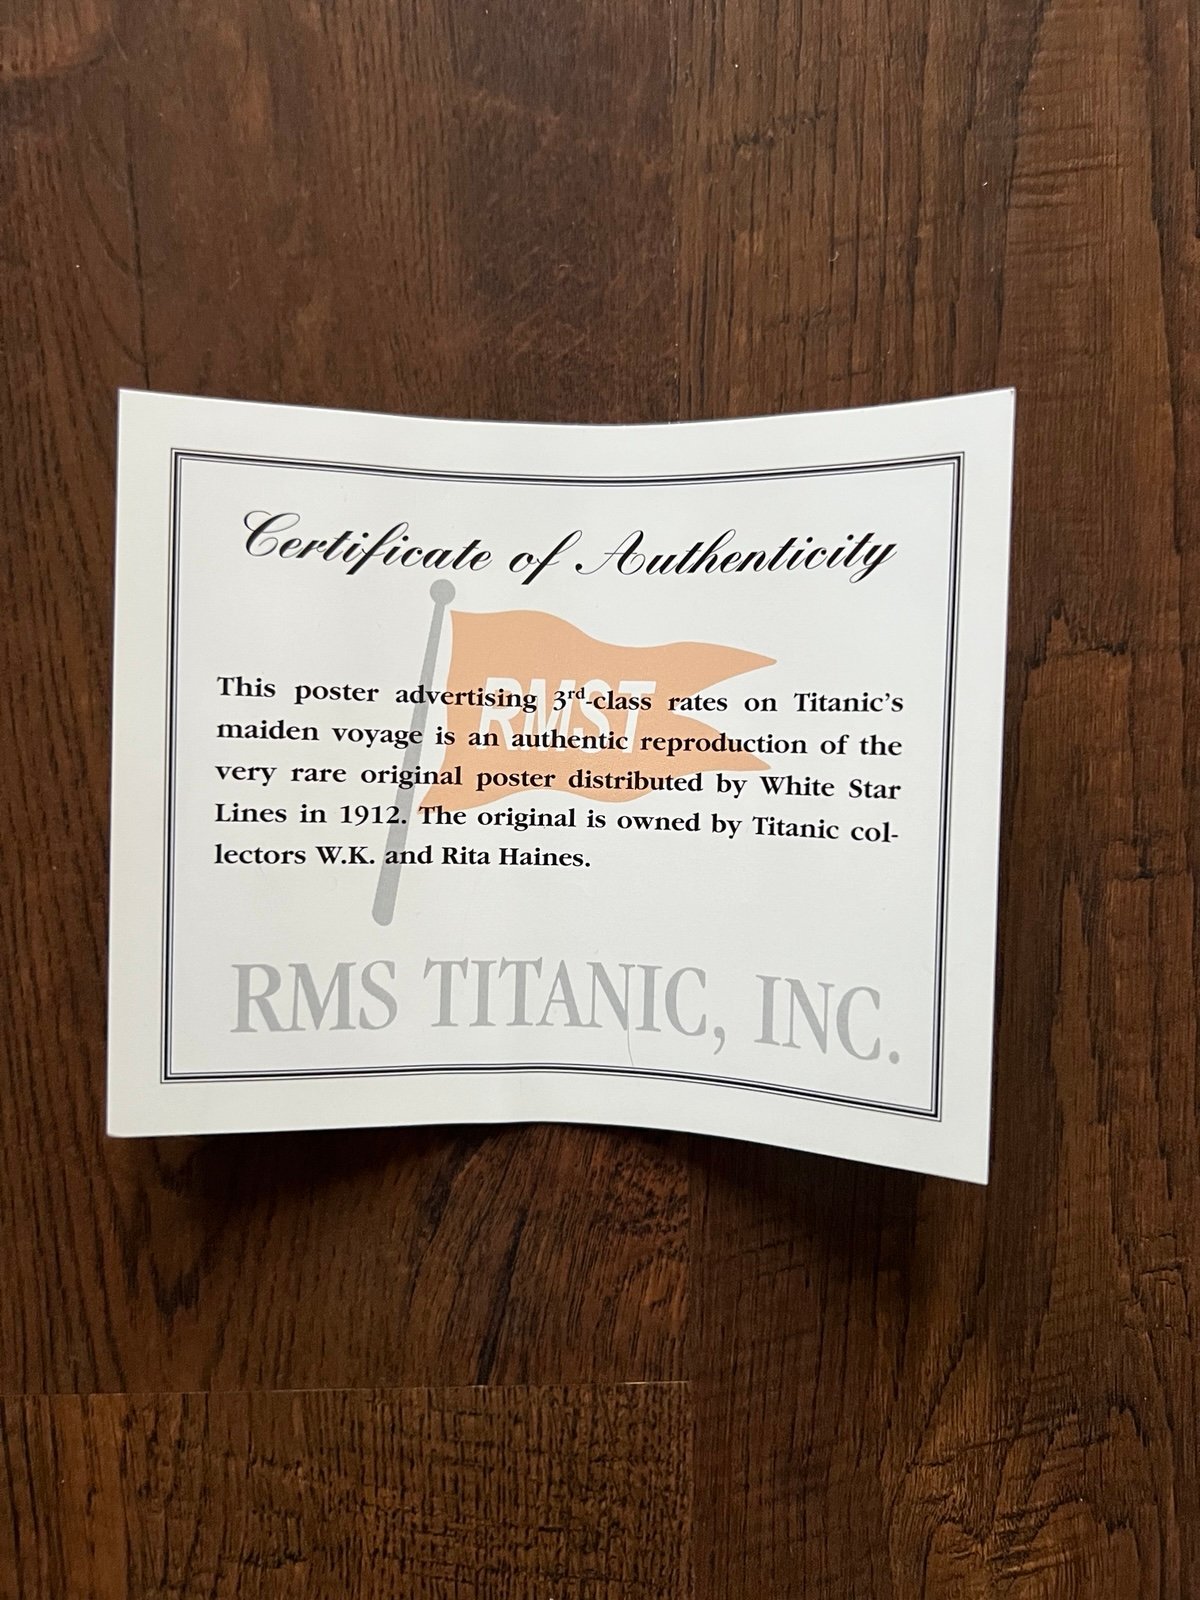 Certificate of Authenticity
RMST
This poster advertising 3rd-class rates on Titanic's
maiden voyage is an authentic reproduction of the
very rare original poster distributed by White Star
Lines in 1912. The original is owned by Titanic col-
lectors W.K. and Rita Haines.
RMS TITANIC, INC.